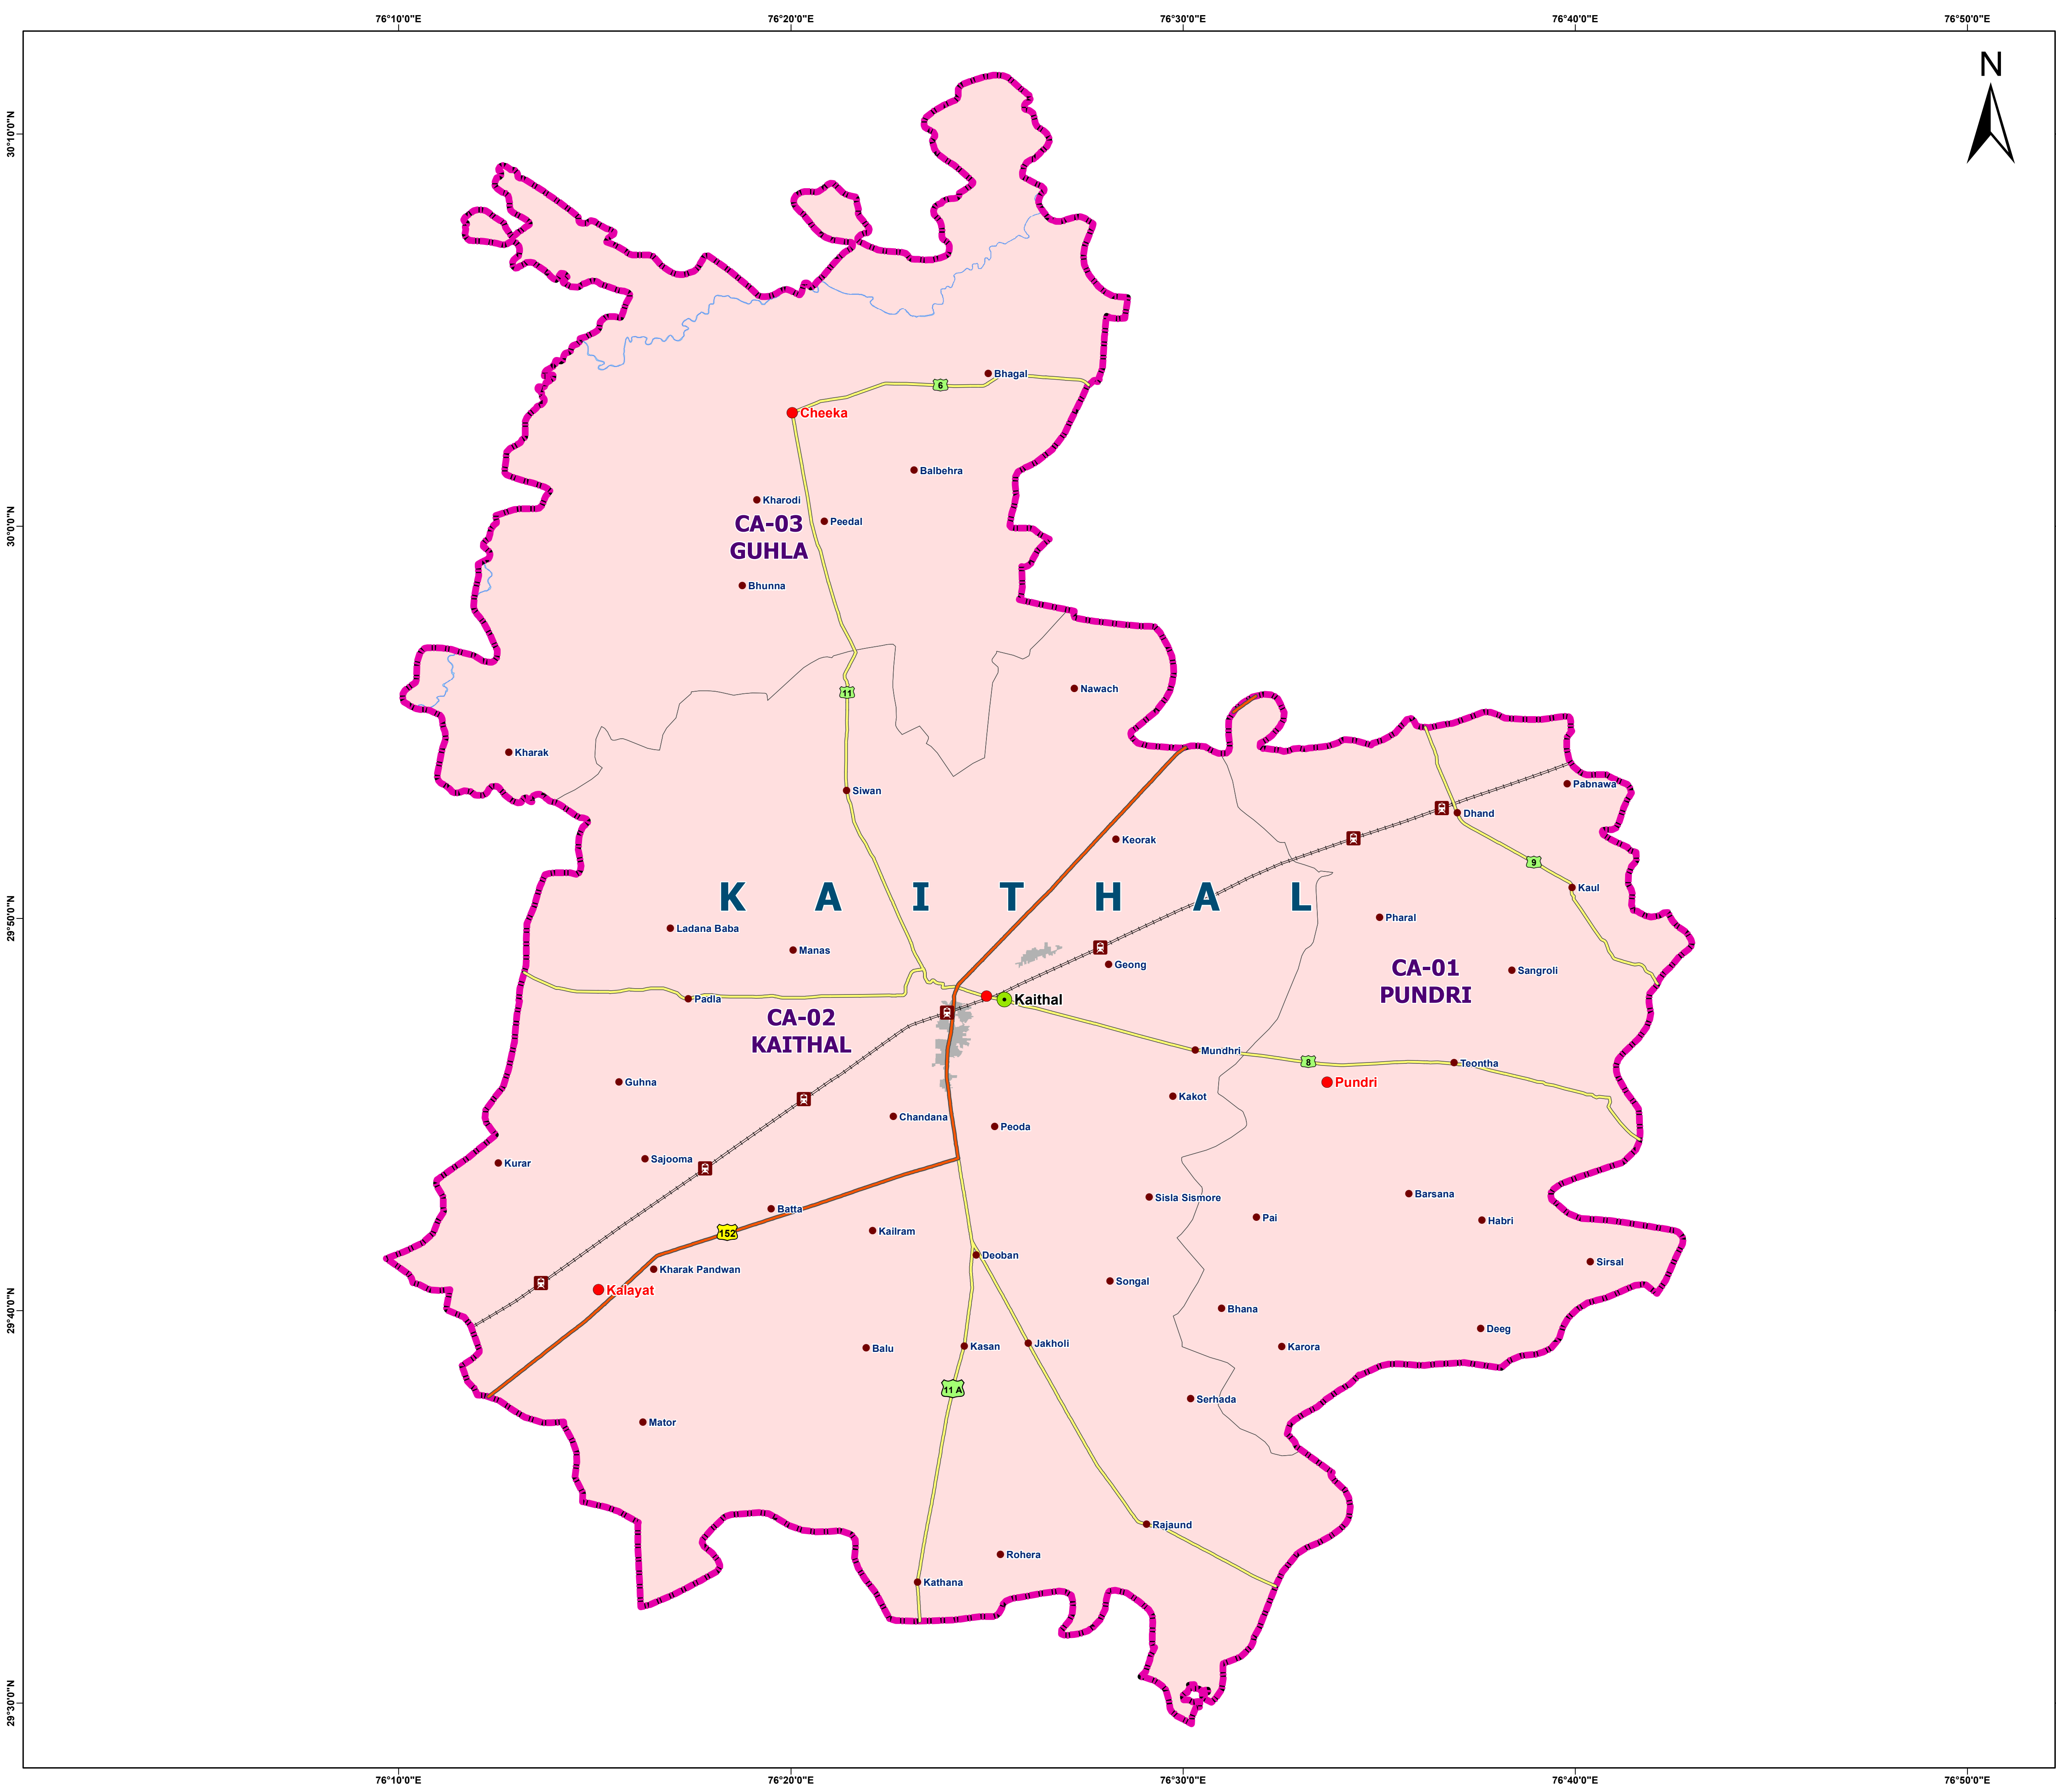 76°10'0"E
76°20'0"E
76°30'0"E
76°40'0"E
76°50'0"E
N
30°10'0"N
Bhagal
6
Cheeka
Balbehra
Kharodi
30°0'0"N
CA-03
Peedal
GUHLA
Bhunna
Nawach
11
Kharak
Pabnawa
Siwan
Dhand
Keorak
9
Kaul
KAITHAL
29°50'0"N
Pharal
Ladana Baba
Manas
Geong
CA-01
Sangroli
PUNDRI
Padla
Kaithal
CA-02
KAITHAL
Mundhri
8
Teontha
Guhna
Pundri
Kakot
Chandana
Peoda
Sajooma
Kurar
Barsana
Sisla Sismore
Batta
Pai
Habri
Kailram
152
Deoban
Sirsal
Kharak Pandwan
Songal
Kalayat
29°40'0"N
Bhana
Deeg
Jakholi
Kasan
Karora
Balu
11 A
Serhada
Mator
Rajaund
Rohera
Kathana
29°30'0"N
76°10'0"E
76°20'0"E
76°30'0"E
76°40'0"E
76°50'0"E